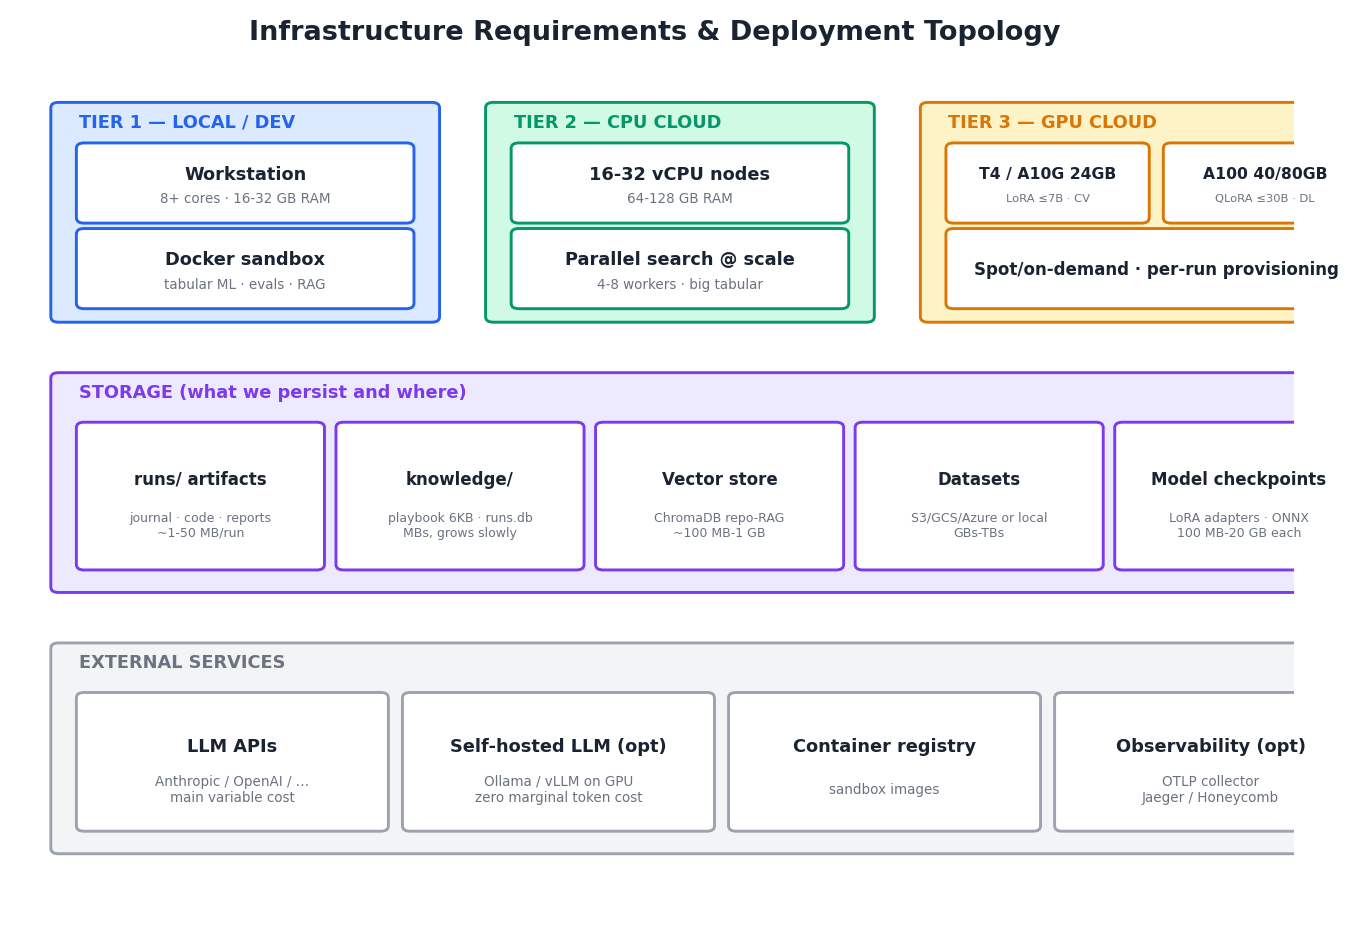 Infrastructure Requirements & Deployment Topology
TIER 1 — LOCAL / DEV
Workstation
8+ cores · 16-32 GB RAM
Docker sandbox
tabular ML · evals · RAG
TIER 2 — CPU CLOUD
16-32 vCPU nodes
64-128 GB RAM
Parallel search @ scale
4-8 workers · big tabular
TIER 3 — GPU CLOUD
T4 / A10G 24GB
LoRA ≤7B · CV
A100 40/80GB
QLoRA ≤30B · DL
Spot/on-demand · per-run provisioning
STORAGE (what we persist and where)
runs/ artifacts
journal · code · reports
~1-50 MB/run
knowledge/
playbook 6KB · runs.db
MBs, grows slowly
Vector store
ChromaDB repo-RAG
~100 MB-1 GB
Datasets
S3/GCS/Azure or local
GBs-TBs
Model checkpoints
LoRA adapters · ONNX
100 MB-20 GB each
EXTERNAL SERVICES
LLM APIs
Anthropic / OpenAI / …
main variable cost
Self-hosted LLM (opt)
Ollama / vLLM on GPU
zero marginal token cost
Container registry
sandbox images
Observability (opt)
OTLP collector
Jaeger / Honeycomb